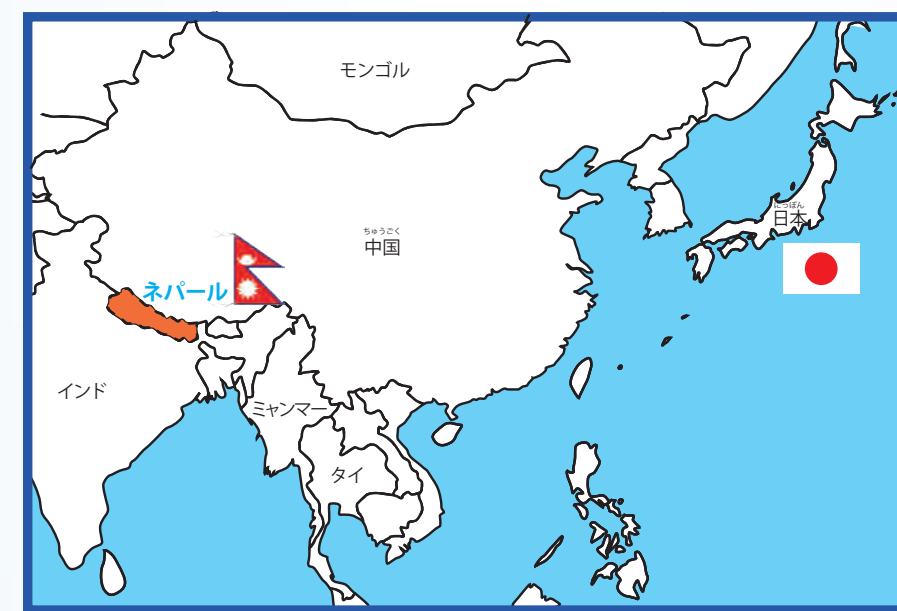 モンゴル
ちゅうごく
中国
にっぽん
日本
ネパール
インド
ミャンマー
タイ